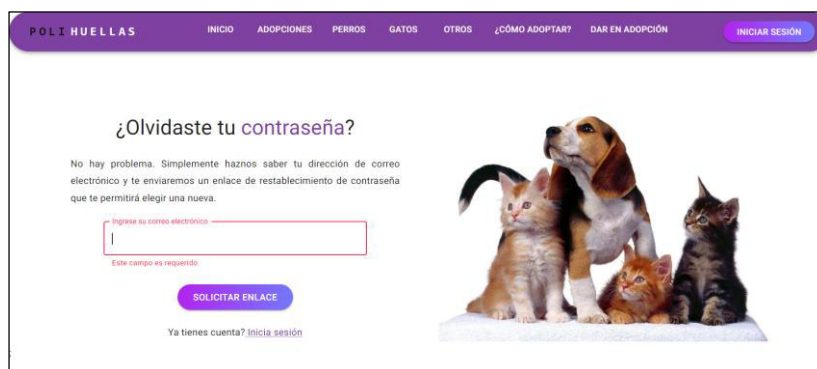 POLI HUELLAS INICIO ADOPCIONES PERROS GATOS OTROS ¿CÓMO ADOPTAR? DAR EN ADOPCIÓN INICIAR SESIÓN
¿Olvidaste tu contraseña?
No hay problema. Simplemente haznos saber tu dirección de correo
electrónico y te enviaremos un enlace de restablecimiento de contraseña
que te permitirá elegir una nueva.
Ingrese su correo electrónico
Este campo es requerido
SOLICITAR ENLACE
Ya tienes cuenta? Inicia sesión